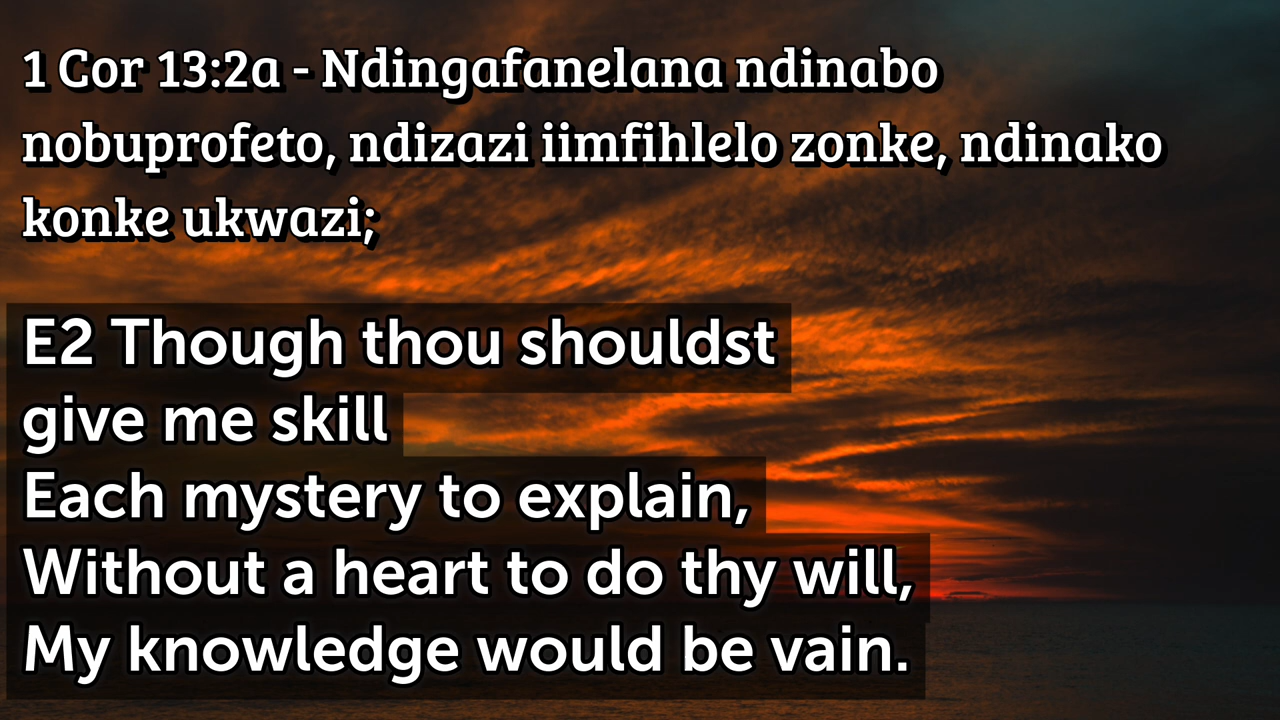 1 Cor 13:2a - Ndingafanelana ndinabo
nobuprofeto, ndizazi iimfihlelo zonke, ndinako
konke ukwazi;
E2 Though thou shouldst
give me skill
Each mystery to explain,
Without a heart to do thy will,
My knowledge would be vain.